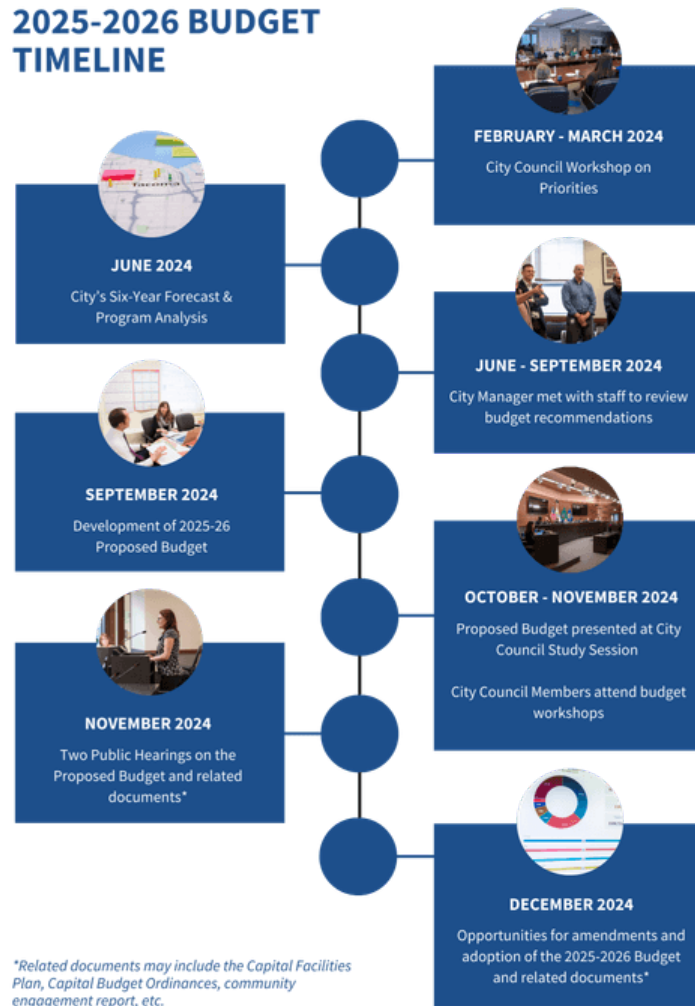 2025-2026 BUDGET
TIMELINE
FEBRUARY - MARCH 2024
City Council Workshop on
Priorities
Tacoma
JUNE 2024
City's Six-Year Forecast &
Program Analysis
JUNE - SEPTEMBER 2024
City Manager met with staff to review
budget recommendations
SEPTEMBER 2024
Development of 2025-26
Proposed Budget
OCTOBER - NOVEMBER 2024
Proposed Budget presented at City
Council Study Session
City Council Members attend budget
workshops
NOVEMBER 2024
Two Public Hearings on the
Proposed Budget and related
documents*
DECEMBER 2024
Opportunities for amendments and
adoption of the 2025-2026 Budget
and related documents*
*Related documents may include the Capital Facilities
Plan, Capital Budget Ordinances, community
engagement report, etc.